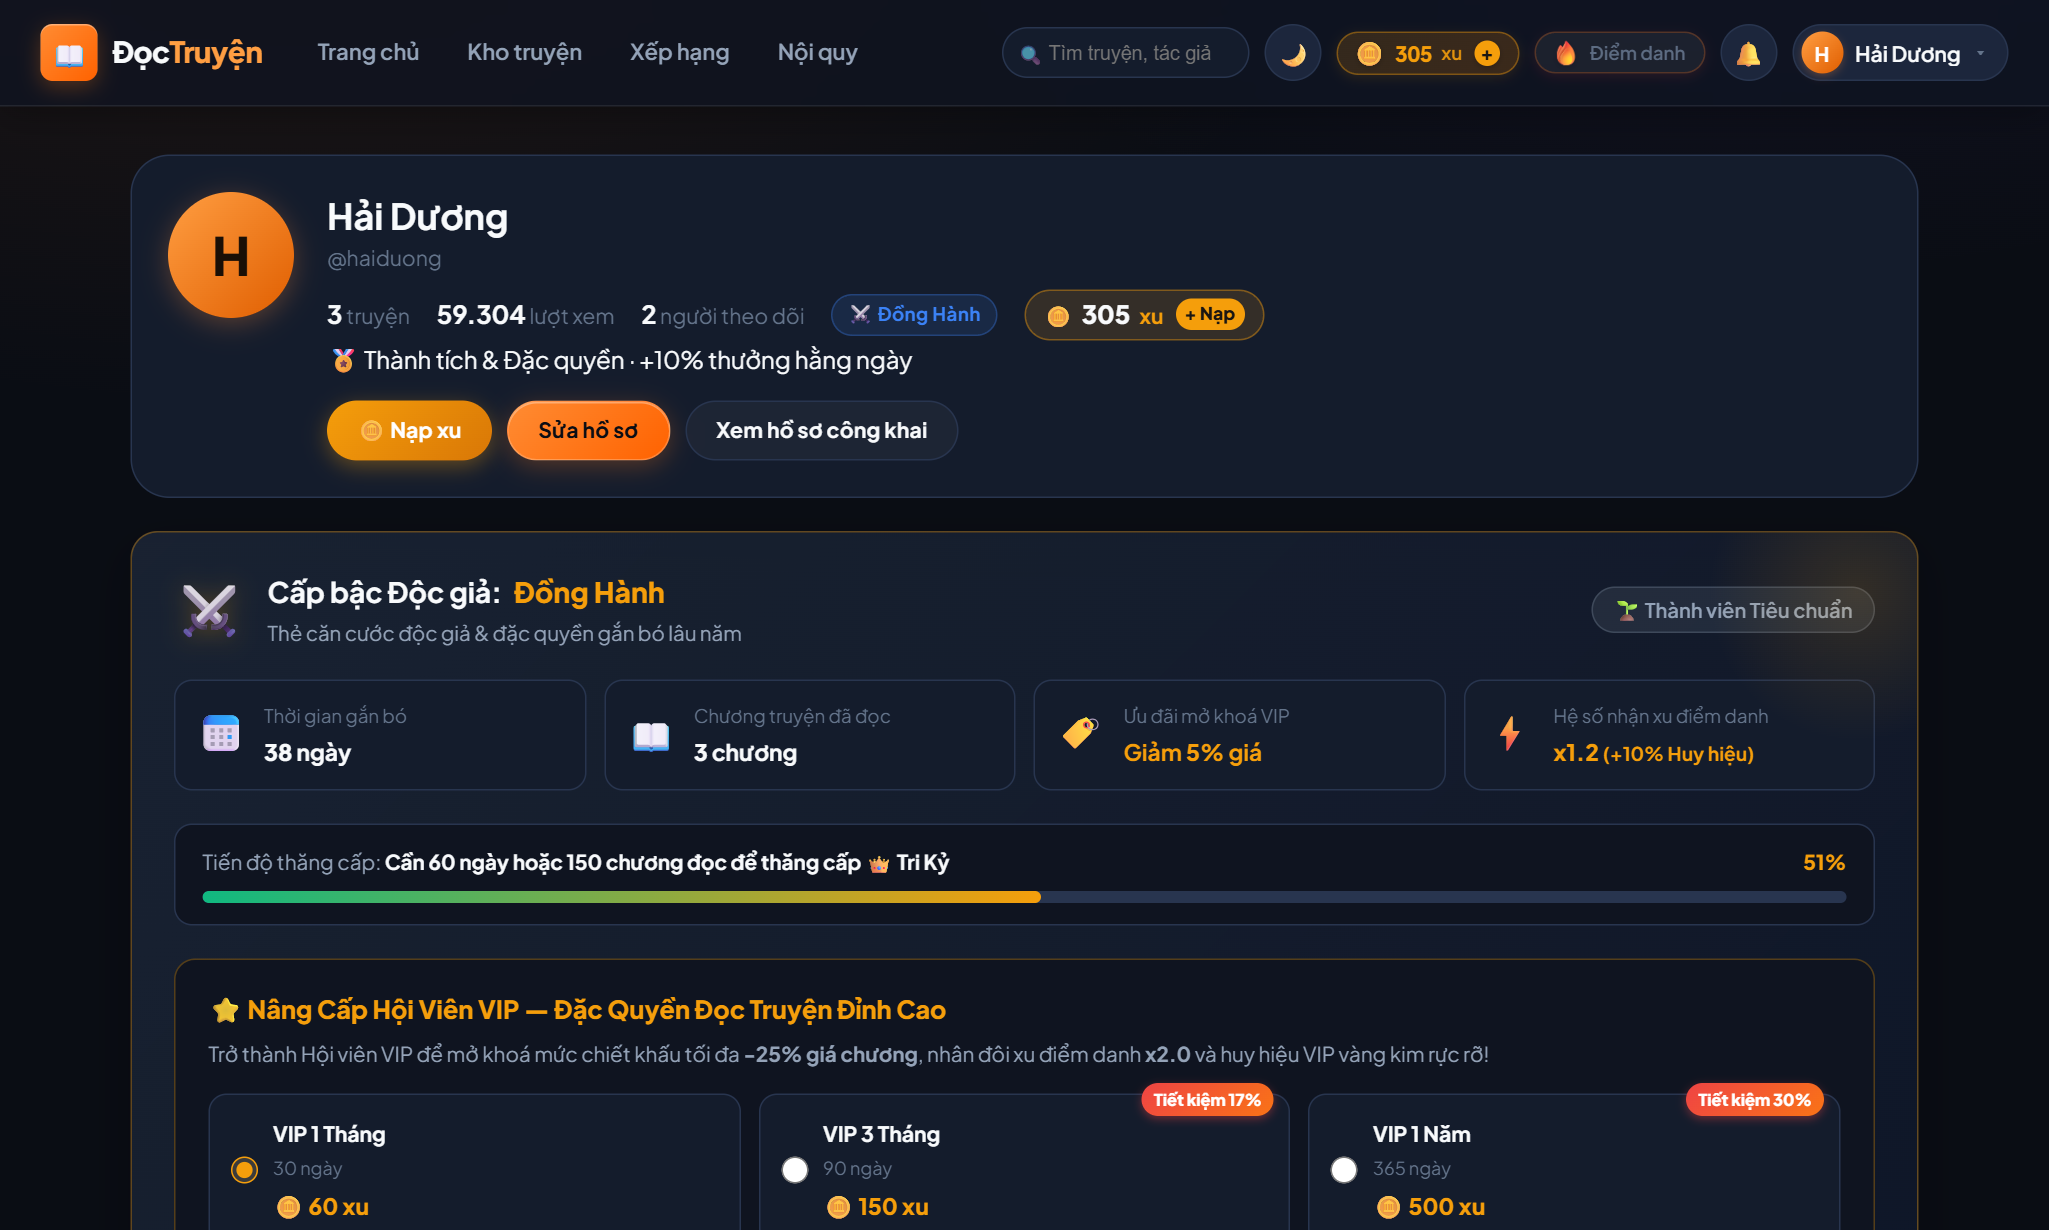 ĐọcTruyện
Trang chủ
Kho truyện
Xếp hạng
Nội quy
Tìm truyện, tác giả
305 xu +
Điểm danh
H Hải Dương
H
Hải Dương
@haiduong
3 truyện 59.304 lượt xem 2 người theo dõi Đồng Hành 305 xu + Nạp
Thành tích & Đặc quyền · +10% thưởng hằng ngày
Nạp xu
Sửa hồ sơ
Xem hồ sơ công khai
Cấp bậc Độc giả: Đồng Hành
Thẻ căn cước độc giả & đặc quyền gắn bó lâu năm
Thành viên Tiêu chuẩn
Thời gian gắn bó
38 ngày
Chương truyện đã đọc
3 chương
Ưu đãi mở khoá VIP
Giảm 5% giá
Hệ số nhận xu điểm danh
x1.2 (+10% Huy hiệu)
Tiến độ thăng cấp: Cần 60 ngày hoặc 150 chương đọc để thăng cấp Tri Kỷ
51%
Nâng Cấp Hội Viên VIP — Đặc Quyền Đọc Truyện Đỉnh Cao
Trở thành Hội viên VIP để mở khoá mức chiết khấu tối đa -25% giá chương, nhân đôi xu điểm danh x2.0 và huy hiệu VIP vàng kim rực rỡ!
VIP 1 Tháng
30 ngày
60 xu
Tiết kiệm 17%
VIP 3 Tháng
90 ngày
150 xu
Tiết kiệm 30%
VIP 1 Năm
365 ngày
500 xu